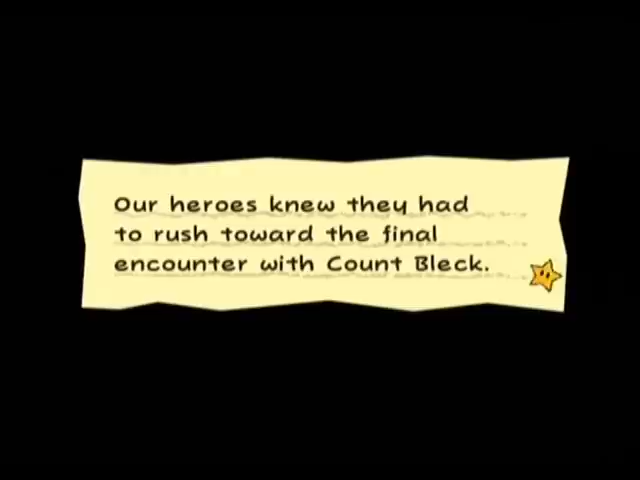 Our heroes knew they had
to rush toward the final
encounter with Count Bleck.